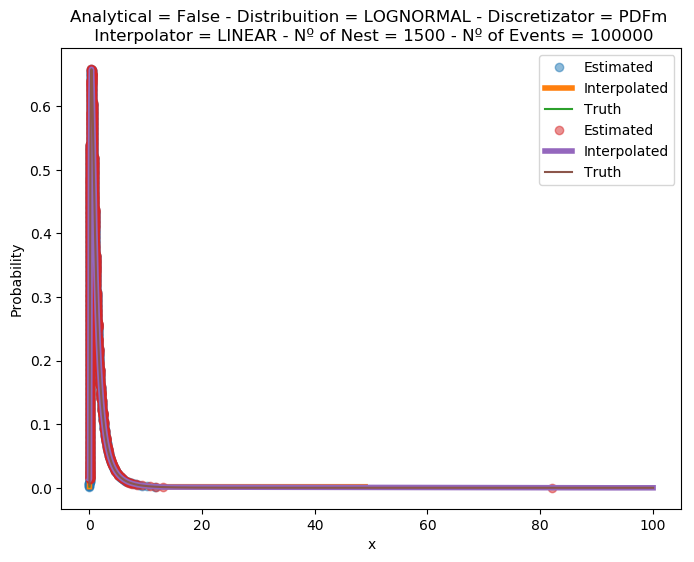 Analytical = False - Distribuition = LOGNORMAL - Discretizator = PDFm
Interpolator = LINEAR - Nº of Nest = 1500 - Nº of Events = 100000
Estimated
Interpolated
Truth
Estimated
Interpolated
Truth
Probability
0.6
0.5
0.4
0.3
0.2
0.1
0.0
0
20
40
60
80
100
x